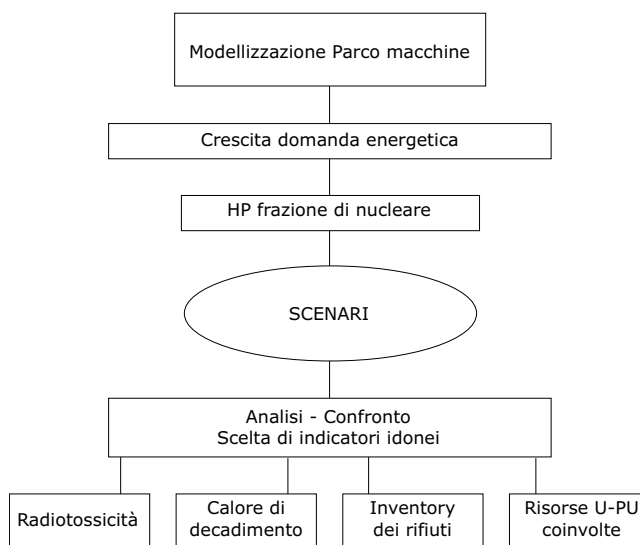 Modellizzazione Parco macchine
Crescita domanda energetica
HP frazione di nucleare
SCENARI
Analisi - Confronto
Scelta di indicatori idonei
Radiotossicità
Calore di
decadimento
Inventory
dei rifiuti
Risorse U-PU
coinvolte